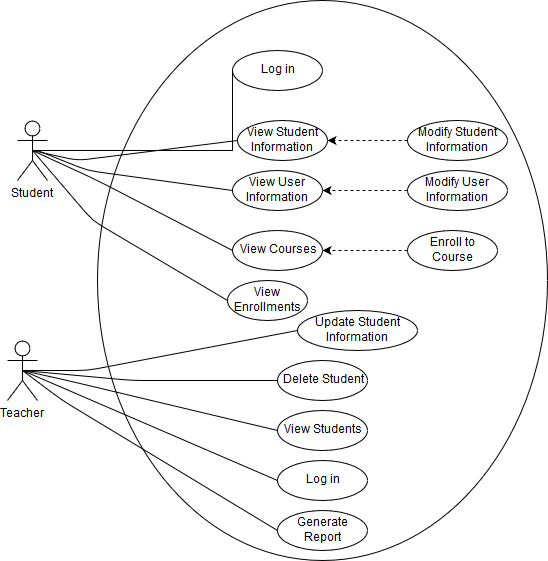 Log in
View Student
Information
Modify Student
Information
Student
View User
Information
Modify User
Information
View Courses
Enroll to
Course
View
Enrollments
Update Student
Information
Teacher
Delete Student
View Students
Log in
Generate
Report